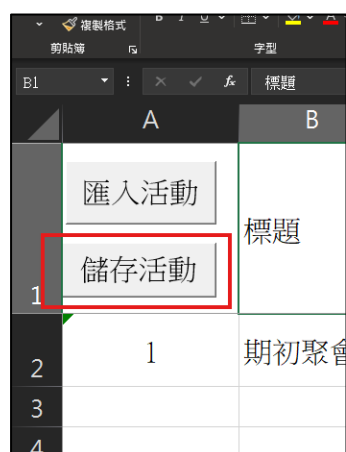 複製格式 B I U A
剪貼簿 字型
B1 fx 標題
A B
匯入活動
儲存活動
標題
1
2 1 期初聚會
3
4